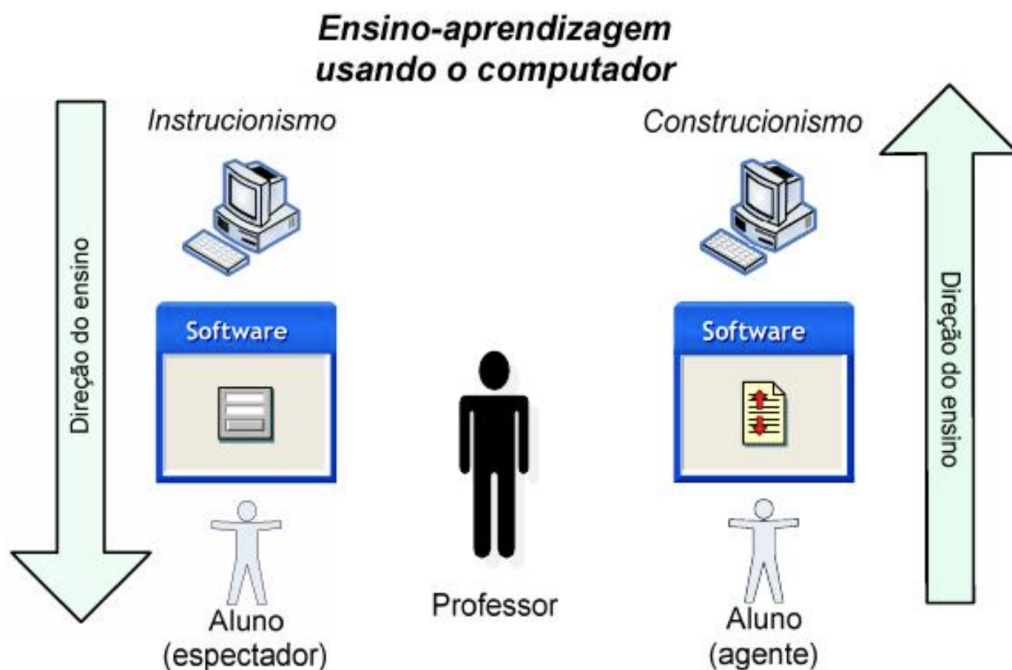 Ensino-aprendizagem
usando o computador
Instrucionismo
Construcionismo
Direção do ensino
Software
Software
Direção do ensino
Professor
Aluno
(espectador)
Aluno
(agente)